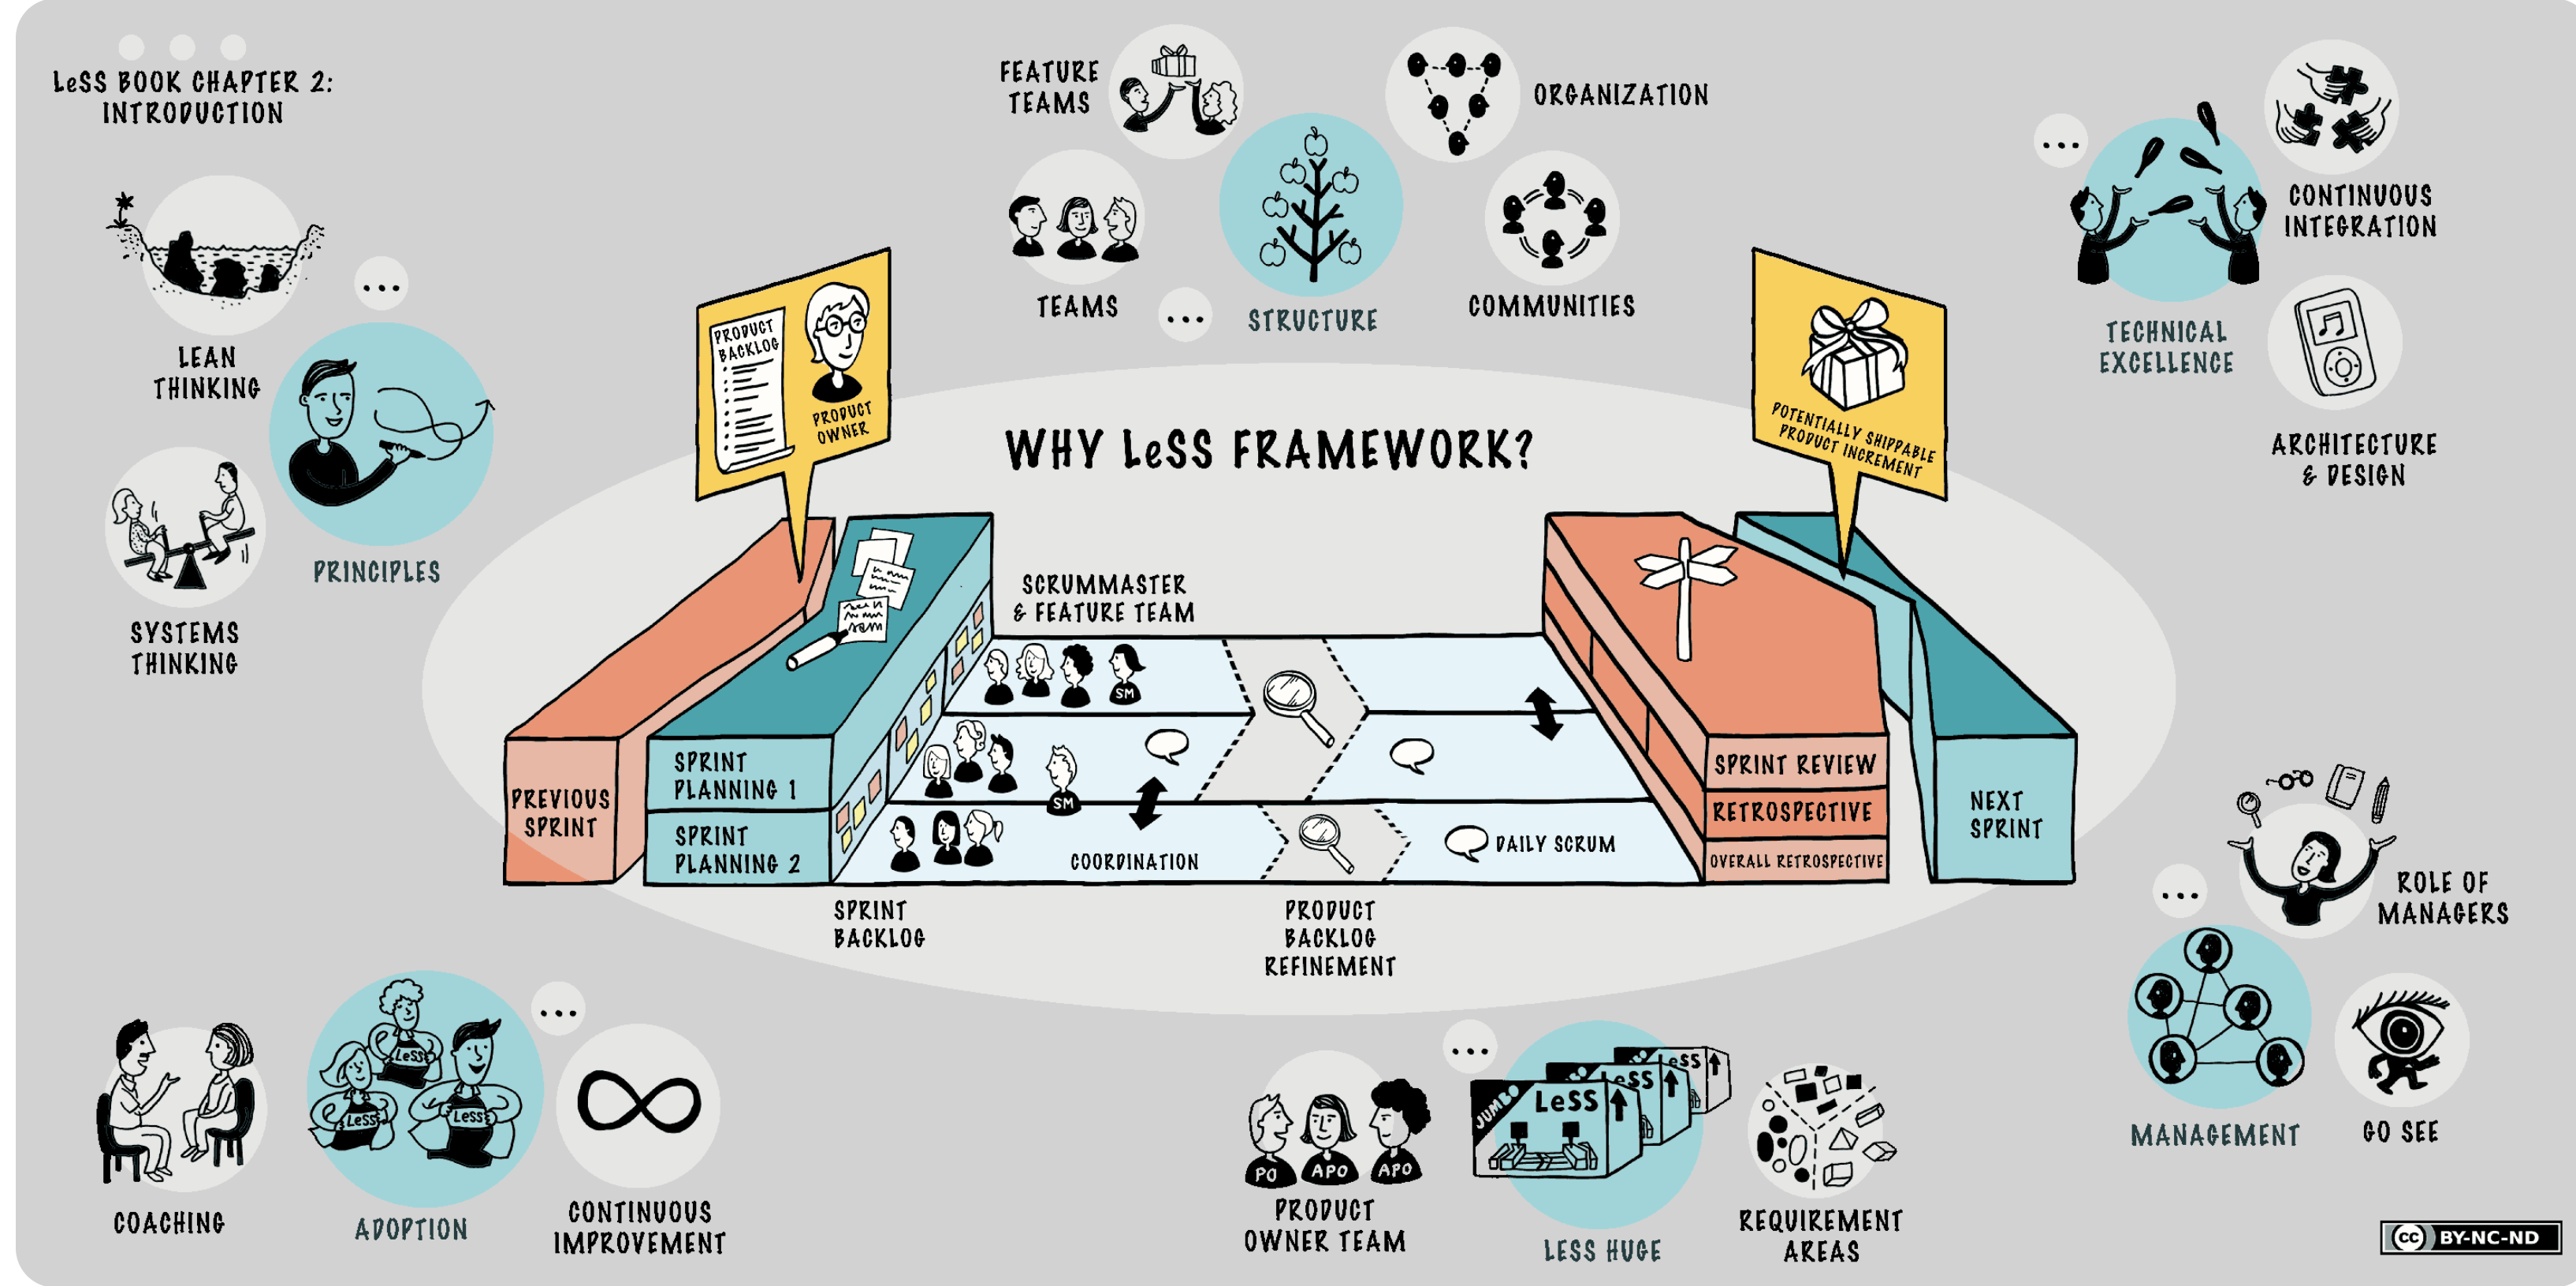 LeSS BOOK CHAPTER 2:
INTRODUCTION
LEAN
THINKING
SYSTEMS
THINKING
PRINCIPLES
FEATURE
TEAMS
ORGANIZATION
TEAMS
STRUCTURE
COMMUNITIES
CONTINUOUS
INTEGRATION
TECHNICAL
EXCELLENCE
ARCHITECTURE
& DESIGN
PRODUCT
BACKLOG
PRODUCT
OWNER
WHY LeSS FRAMEWORK?
POTENTIALLY SHIPPABLE
PRODUCT INCREMENT
SCRUMMASTER
& FEATURE TEAM
SM
SM
PREVIOUS
SPRINT
SPRINT
PLANNING 1
SPRINT
PLANNING 2
COORDINATION
DAILY SCRUM
SPRINT REVIEW
RETROSPECTIVE
OVERALL RETROSPECTIVE
NEXT
SPRINT
SPRINT
BACKLOG
PRODUCT
BACKLOG
REFINEMENT
ROLE OF
MANAGERS
MANAGEMENT
GO SEE
LeSS
LeSS
LeSS
COACHING
ADOPTION
CONTINUOUS
IMPROVEMENT
PO
APO
APO
PRODUCT
OWNER TEAM
JUMBO
LeSS
LeSS
LeSS
LESS HUGE
REQUIREMENT
AREAS
cc BY-NC-ND